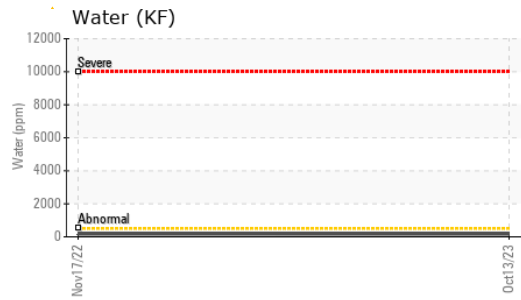 Water (KF)
12000
Severe
10000
8000
6000
4000
2000
Abnormal
0
Water (ppm)
Nov17/22
Oct13/23